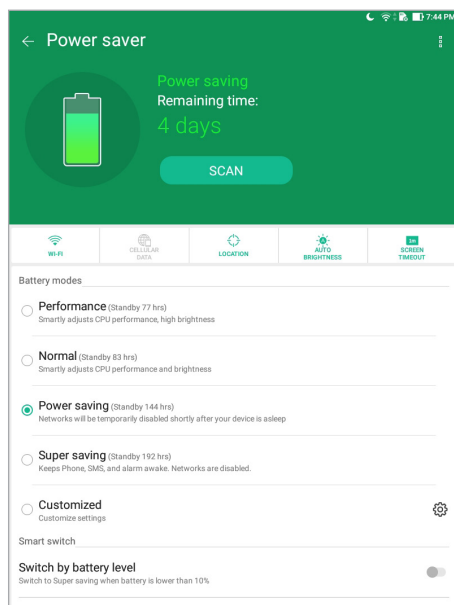 7:44 PM
Power saver
Power saving
Remaining time:
4 days
SCAN
WI-FI
CELLULAR
DATA
LOCATION
AUTO
BRIGHTNESS
1m
SCREEN
TIMEOUT
Battery modes
Performance (Standby 77 hrs)
Smartly adjusts CPU performance, high brightness
Normal (Standby 83 hrs)
Smartly adjusts CPU performance and brightness
Power saving (Standby 144 hrs)
Networks will be temporarily disabled shortly after your device is asleep
Super saving (Standby 192 hrs)
Keeps Phone, SMS, and alarm awake. Networks are disabled.
Customized
Customize settings
Smart switch
Switch by battery level
Switch to Super saving when battery is lower than 10%